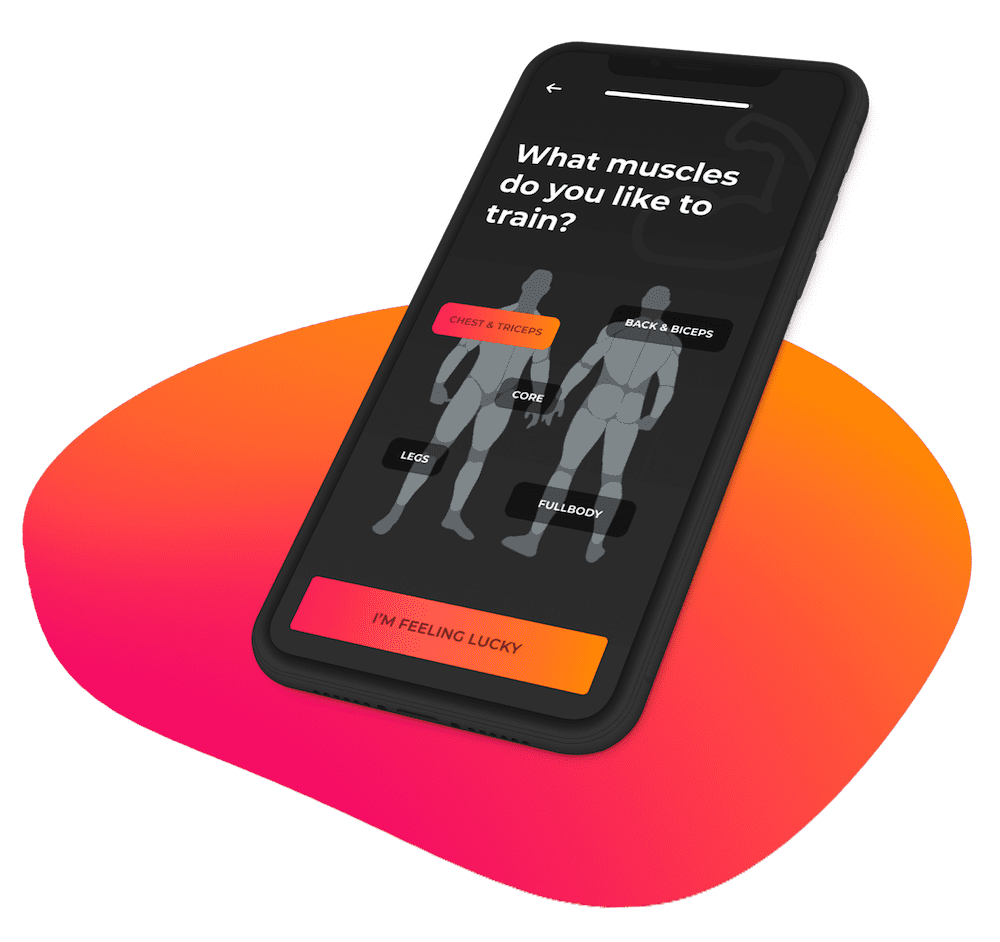 What muscles
do you like to
train?
CHEST & TRICEPS
BACK & BICEPS
CORE
LEGS
FULLBODY
I'M FEELING LUCKY